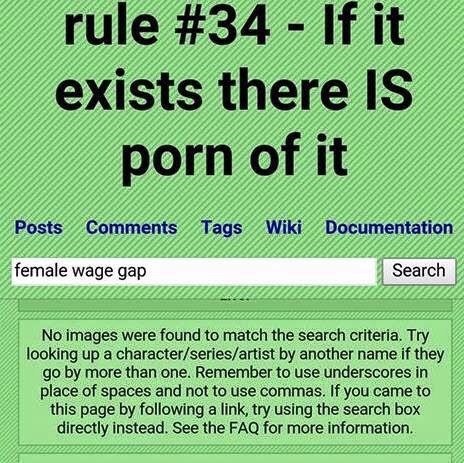 rule #34 - If it
exists there IS
porn of it
Posts Comments Tags Wiki Documentation
female wage gap Search
No images were found to match the search criteria. Try
looking up a character/series/artist by another name if they
go by more than one. Remember to use underscores in
place of spaces and not to use commas. If you came to
this page by following a link, try using the search box
directly instead. See the FAQ for more information.